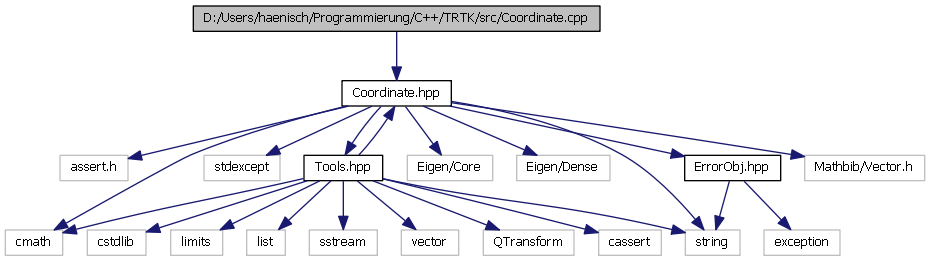 D:/Users/haenisch/Programmierung/C++/TRTK/src/Coordinate.cpp
Coordinate.hpp
assert.h
stdexcept
Tools.hpp
Eigen/Core
Eigen/Dense
ErrorObj.hpp
Mathbib/Vector.h
cmath
cstdlib
limits
list
sstream
vector
QTransform
cassert
string
exception